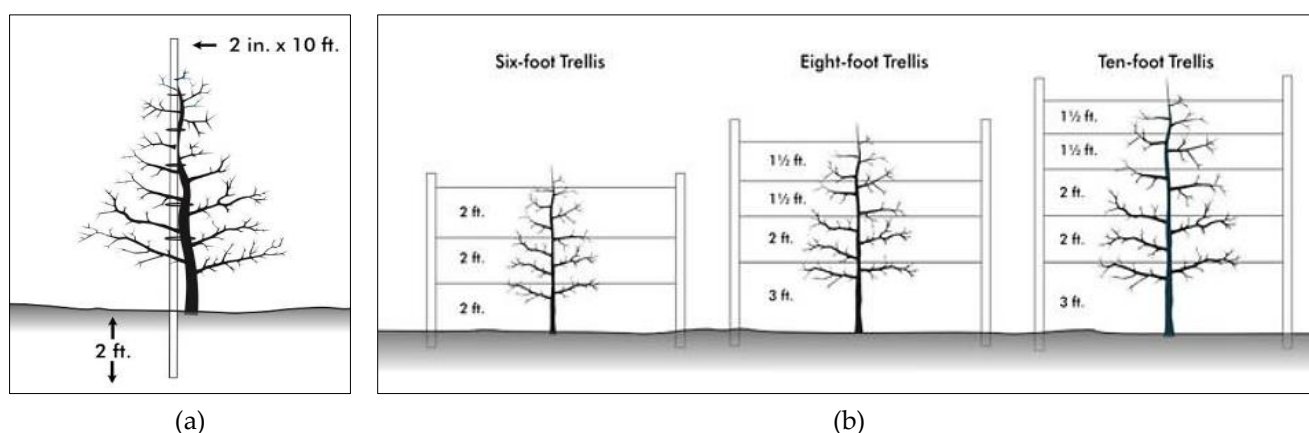 2 in. x 10 ft.
2 ft.
(a)
Six-foot Trellis
2 ft.
2 ft.
2 ft.
Eight-foot Trellis
1½ ft.
1½ ft.
2 ft.
3 ft.
Ten-foot Trellis
1½ ft.
1½ ft.
2 ft.
2 ft.
3 ft.
(b)